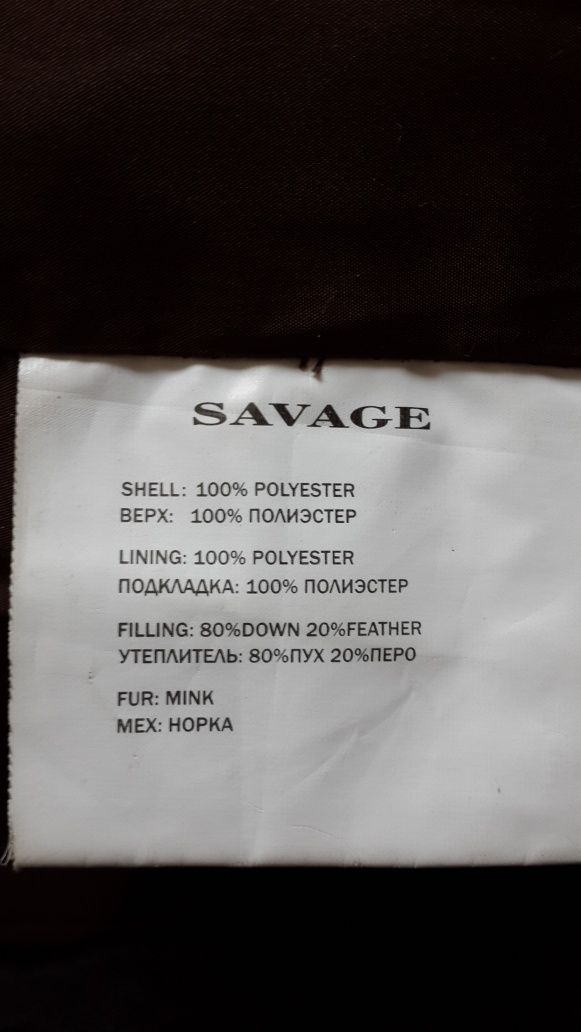 SAVAGE
SHELL: 100% POLYESTER
ВЕРХ: 100% ПОЛИЭСТЕР
LINING: 100% POLYESTER
ПОДКЛАДКА: 100% ПОЛИЭСТЕР
FILLING: 80%DOWN 20%FEATHER
УТЕПЛИТЕЛЬ: 80%ПУХ 20%ПЕРО
FUR: MINK
МЕХ: НОРКА